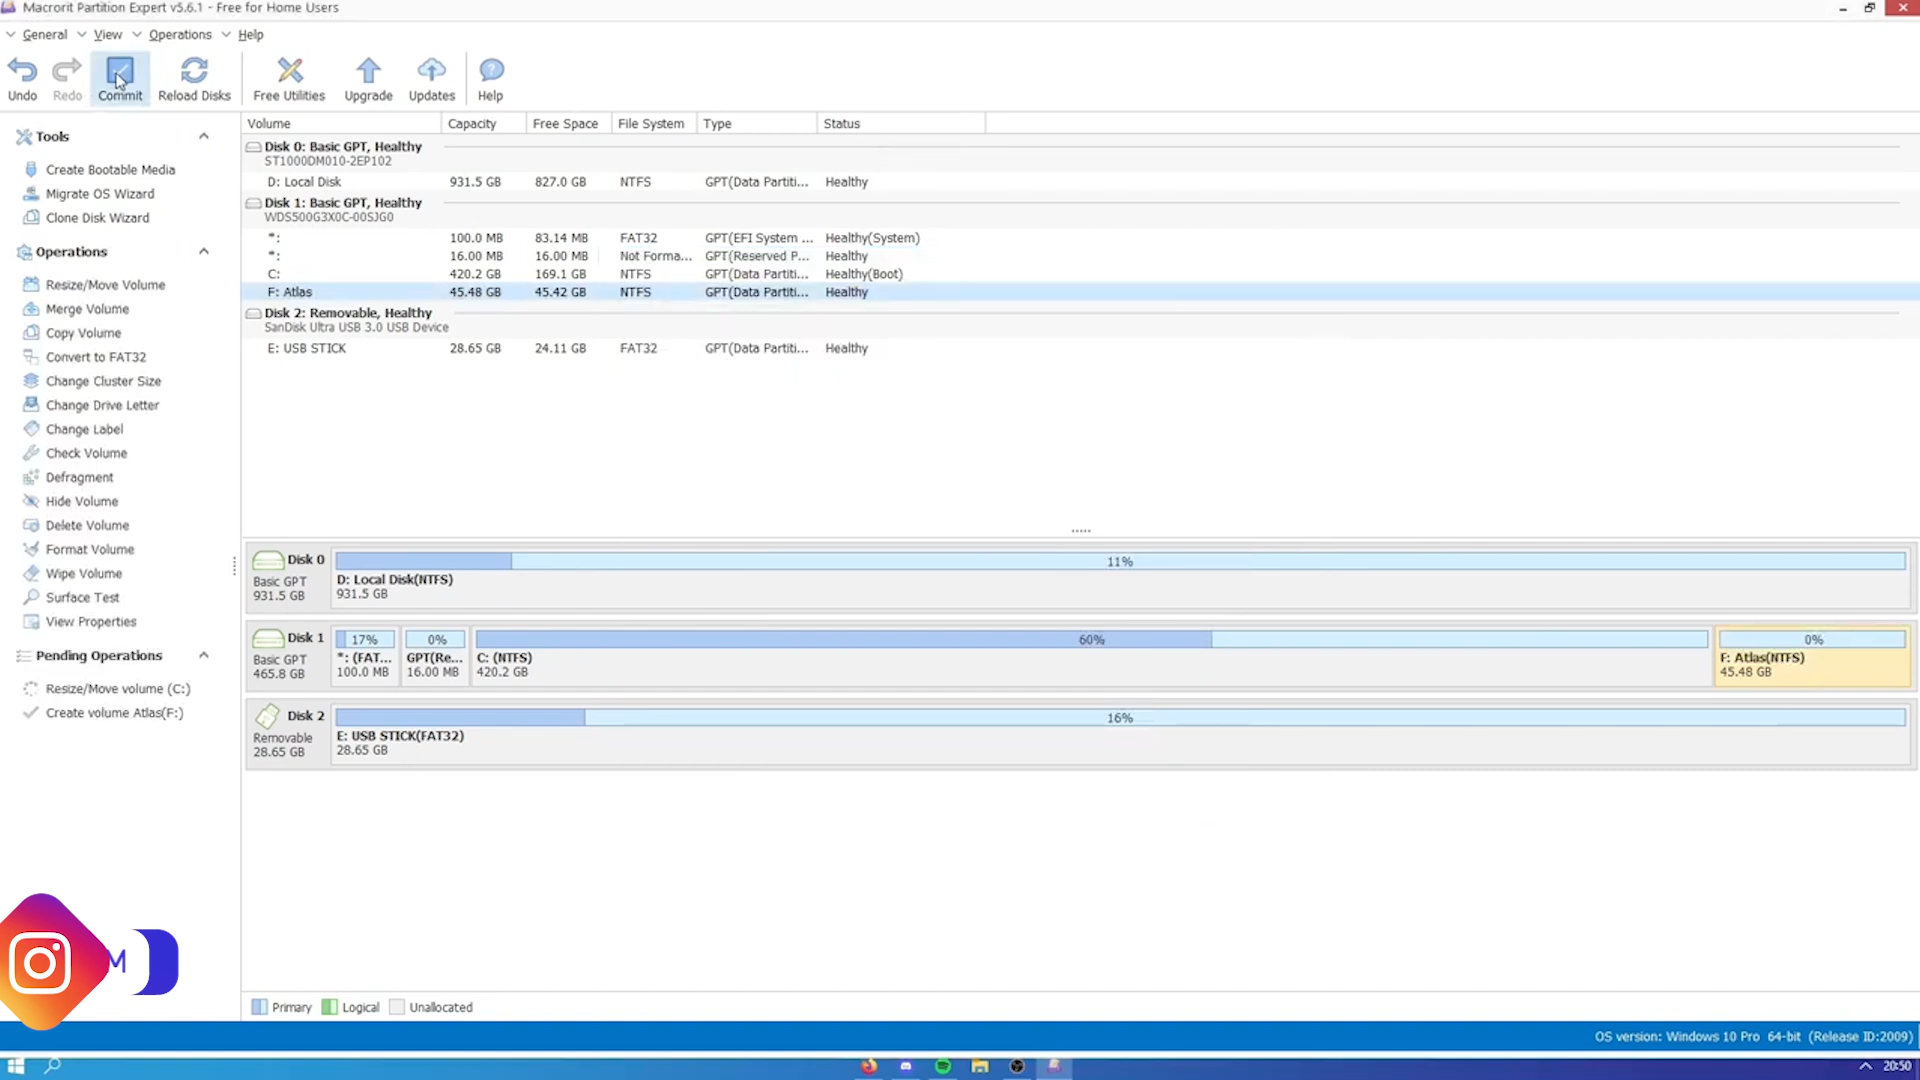 Macrorit Partition Expert v5.6.1 - Free for Home Users
General View Operations Help
Undo Redo Commit Reload Disks Free Utilities Upgrade Updates Help
Tools
Create Bootable Media
Migrate OS Wizard
Clone Disk Wizard
Operations
Resize/Move Volume
Merge Volume
Copy Volume
Convert to FAT32
Change Cluster Size
Change Drive Letter
Change Label
Check Volume
Defragment
Hide Volume
Delete Volume
Format Volume
Wipe Volume
Surface Test
View Properties
Pending Operations
Resize/Move volume (C:)
Create volume Atlas(F:)
Volume Capacity Free Space File System Type Status
Disk 0: Basic GPT, Healthy
ST1000DM010-2EP102
D: Local Disk 931.5 GB 827.0 GB NTFS GPT(Data Partiti... Healthy
Disk 1: Basic GPT, Healthy
WDS500G3X0C-00SJG0
*: 100.0 MB 83.14 MB FAT32 GPT(EFI System ... Healthy(System)
*: 16.00 MB 16.00 MB Not Forma... GPT(Reserved P... Healthy
C: 420.2 GB 169.1 GB NTFS GPT(Data Partiti... Healthy(Boot)
F: Atlas 45.48 GB 45.42 GB NTFS GPT(Data Partiti... Healthy
Disk 2: Removable, Healthy
SanDisk Ultra USB 3.0 USB Device
E: USB STICK 28.65 GB 24.11 GB FAT32 GPT(Data Partiti... Healthy
Disk 0
Basic GPT
931.5 GB
11%
D: Local Disk(NTFS)
931.5 GB
Disk 1
Basic GPT
465.8 GB
17% 0% 60% 0%
*: (FAT... GPT(Re... C: (NTFS) F: Atlas(NTFS)
100.0 MB 16.00 MB 420.2 GB 45.48 GB
Disk 2
Removable
28.65 GB
16%
E: USB STICK(FAT32)
28.65 GB
Primary Logical Unallocated
M
OS version: Windows 10 Pro 64-bit (Release ID:2009)
20:50